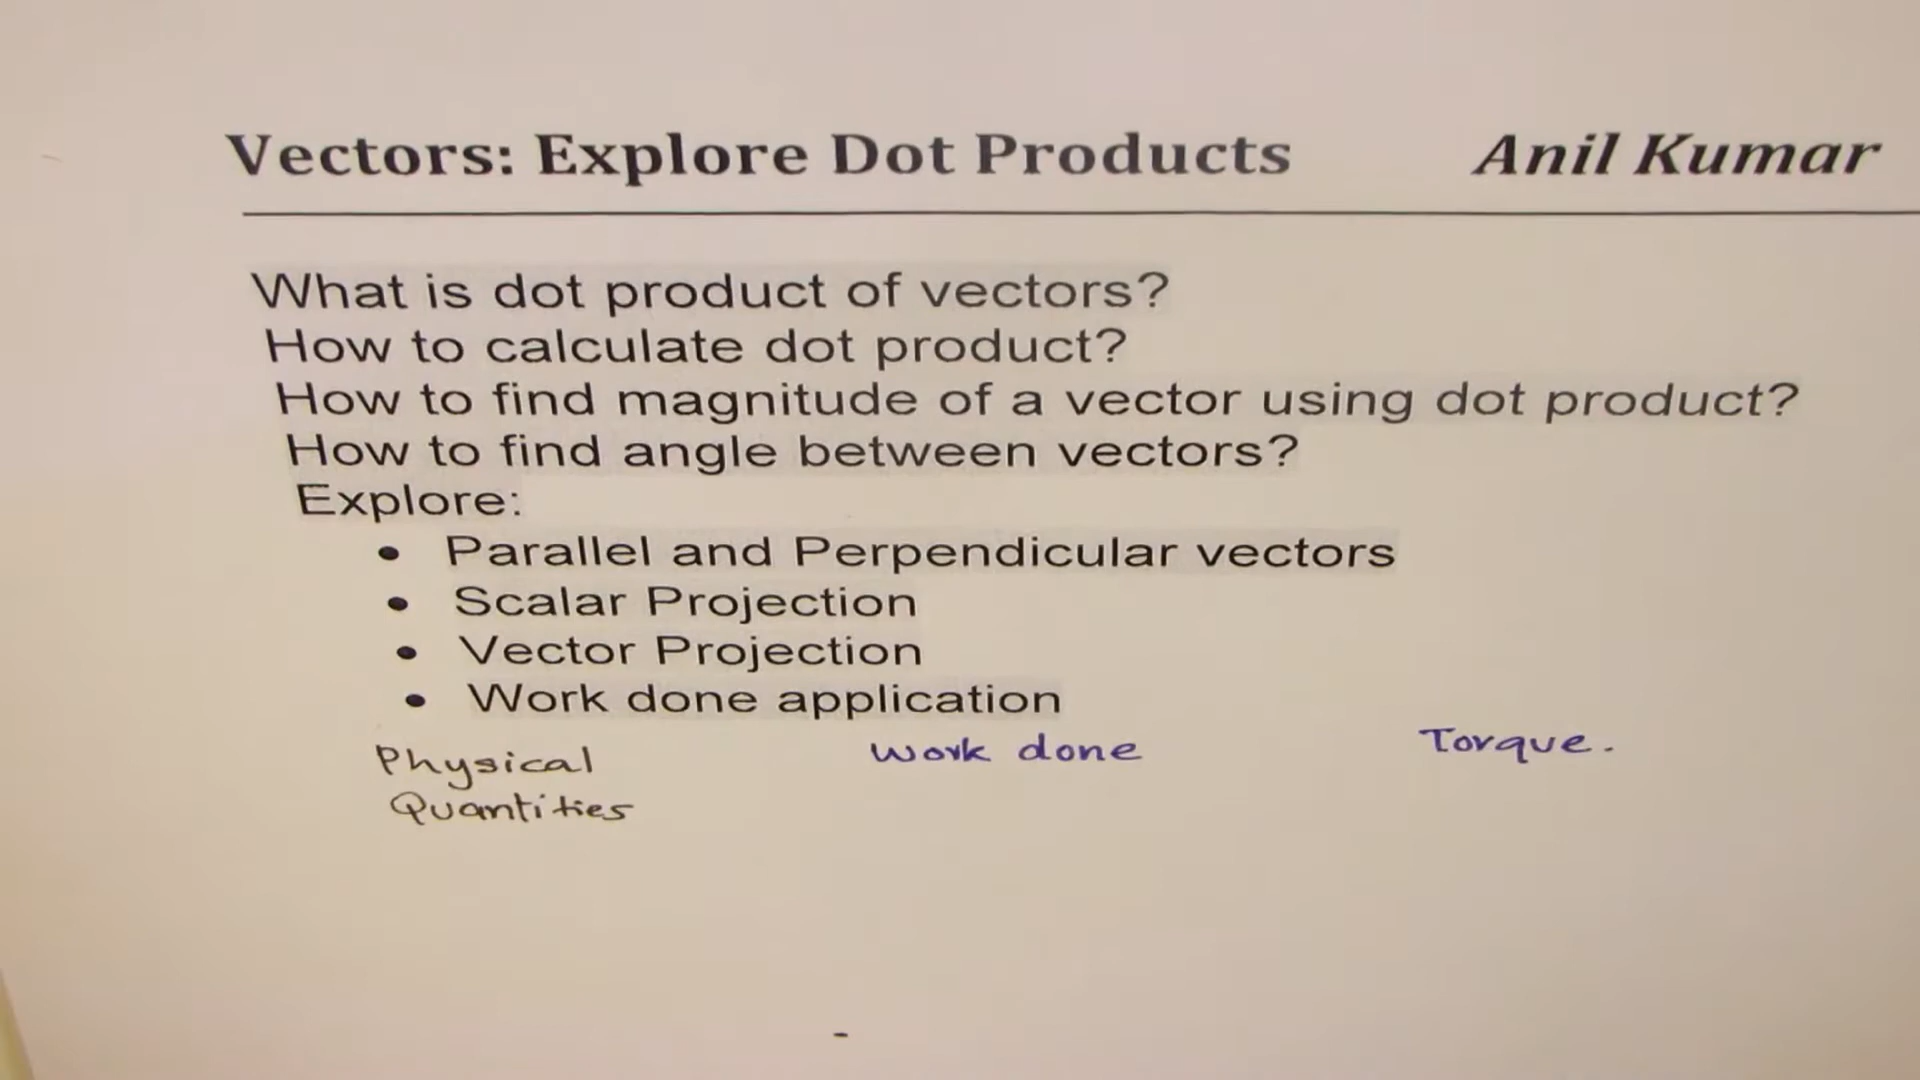 Vectors: Explore Dot Products Anil Kumar
What is dot product of vectors?
How to calculate dot product?
How to find magnitude of a vector using dot product?
How to find angle between vectors?
Explore:
• Parallel and Perpendicular vectors
• Scalar Projection
• Vector Projection
• Work done application
Physical Work done Torque.
Quantities